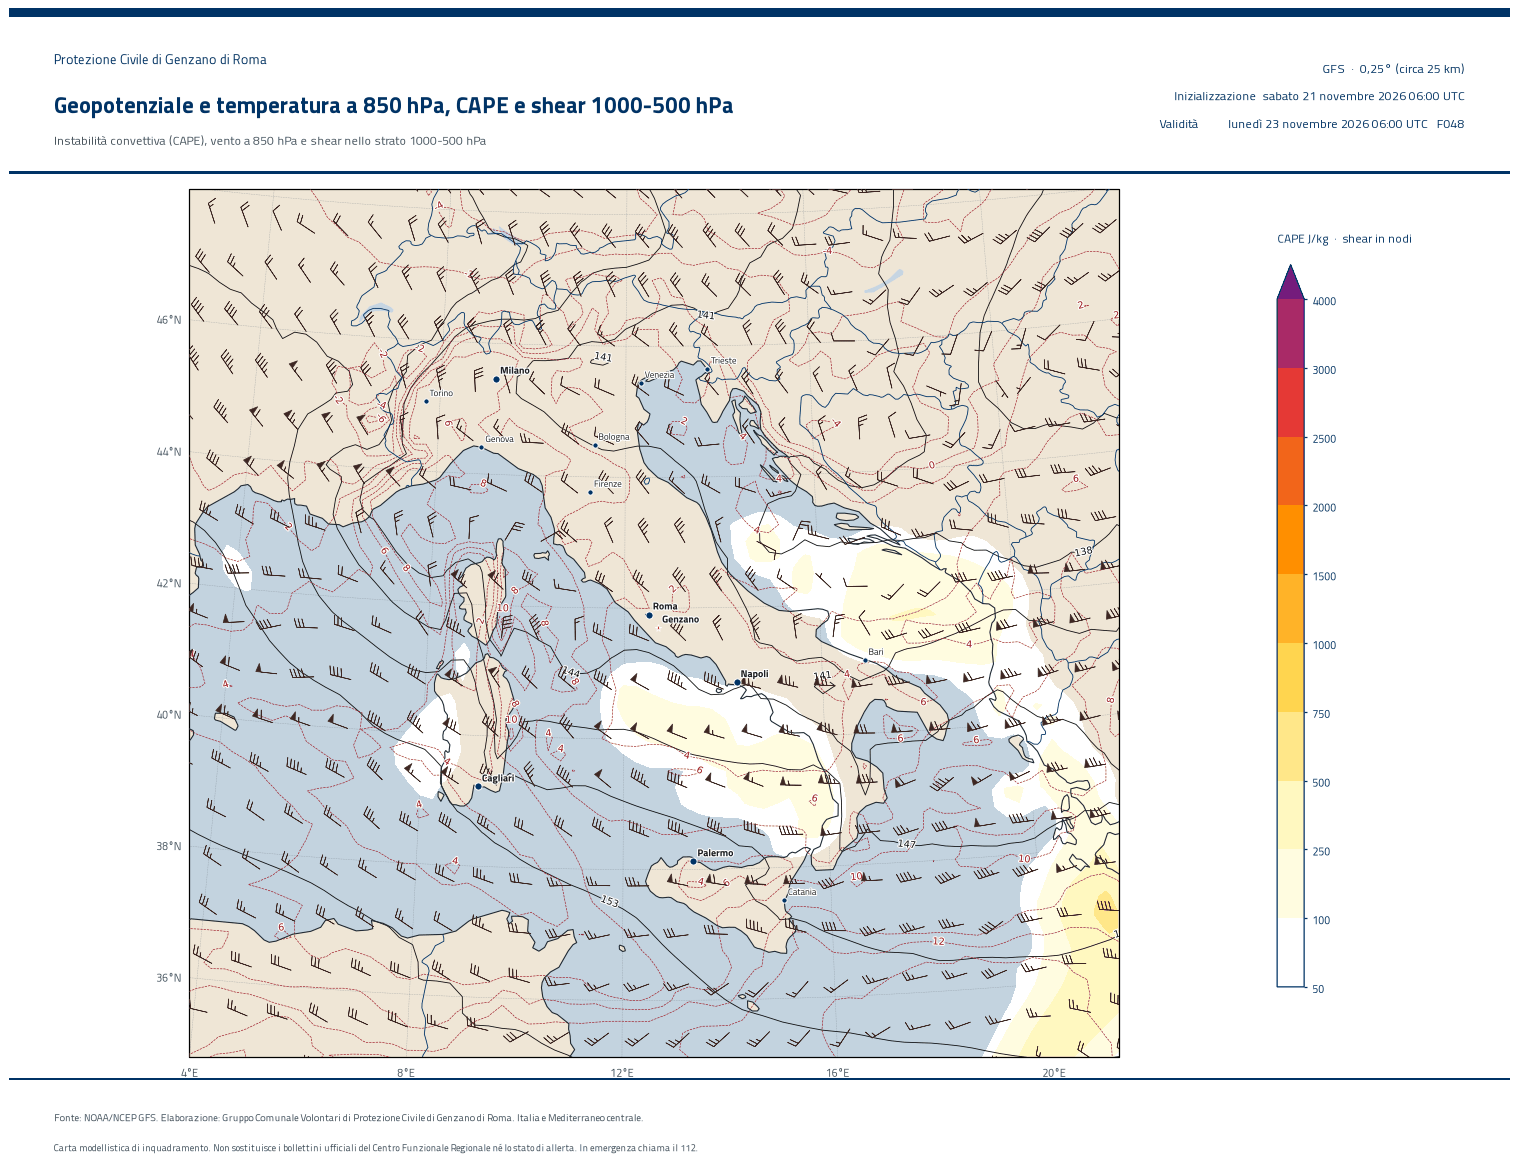 Protezione Civile di Genzano di Roma
Geopotenziale e temperatura a 850 hPa, CAPE e shear 1000-500 hPa
Instabilità convettiva (CAPE), vento a 850 hPa e shear nello strato 1000-500 hPa
GFS · 0,25° (circa 25 km)
Inizializzazione sabato 21 novembre 2026 06:00 UTC
Validità lunedì 23 novembre 2026 06:00 UTC F048
CAPE J/kg · shear in nodi
4000
3000
2500
2000
1500
1000
750
500
250
100
50
46°N
44°N
42°N
40°N
38°N
36°N
4°E
8°E
12°E
16°E
20°E
Milano
Torino
Venezia
Trieste
Genova
Bologna
Firenze
Roma
Genzano
Napoli
Bari
Cagliari
Palermo
Catania
141
141
138
144
141
147
153
Fonte: NOAA/NCEP GFS. Elaborazione: Gruppo Comunale Volontari di Protezione Civile di Genzano di Roma. Italia e Mediterraneo centrale.
Carta modellistica di inquadramento. Non sostituisce i bollettini ufficiali del Centro Funzionale Regionale né lo stato di allerta. In emergenza chiama il 112.